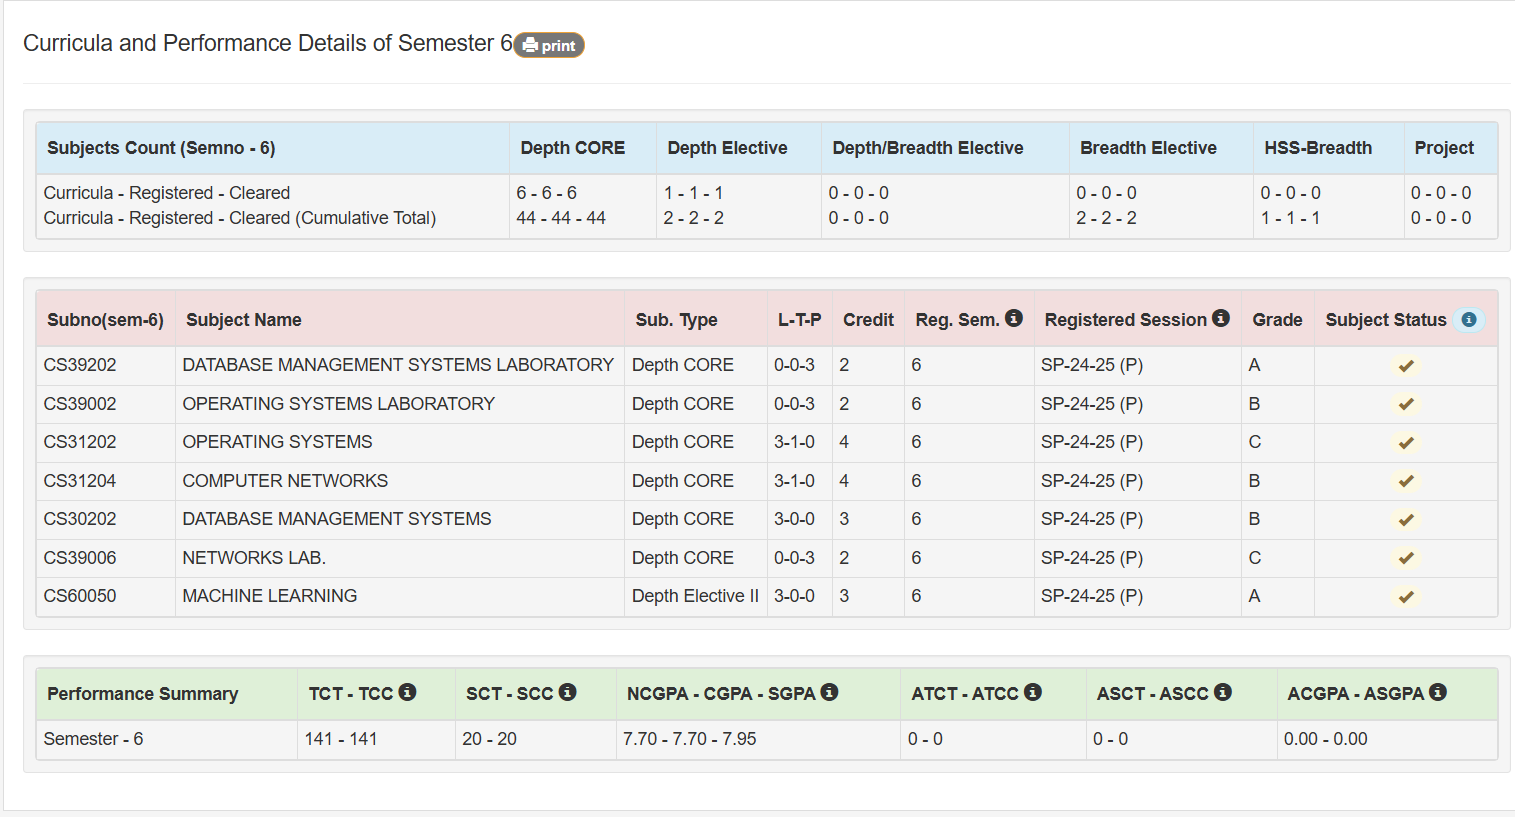 Curricula and Performance Details of Semester 6 print
Subjects Count (Semno - 6) Depth CORE Depth Elective Depth/Breadth Elective Breadth Elective HSS-Breadth Project
Curricula - Registered - Cleared 6 - 6 - 6 1 - 1 - 1 0 - 0 - 0 0 - 0 - 0 0 - 0 - 0 0 - 0 - 0
Curricula - Registered - Cleared (Cumulative Total) 44 - 44 - 44 2 - 2 - 2 0 - 0 - 0 2 - 2 - 2 1 - 1 - 1 0 - 0 - 0
Subno(sem-6) Subject Name Sub. Type L-T-P Credit Reg. Sem. Registered Session Grade Subject Status
CS39202 DATABASE MANAGEMENT SYSTEMS LABORATORY Depth CORE 0-0-3 2 6 SP-24-25 (P) A
CS39002 OPERATING SYSTEMS LABORATORY Depth CORE 0-0-3 2 6 SP-24-25 (P) B
CS31202 OPERATING SYSTEMS Depth CORE 3-1-0 4 6 SP-24-25 (P) C
CS31204 COMPUTER NETWORKS Depth CORE 3-1-0 4 6 SP-24-25 (P) B
CS30202 DATABASE MANAGEMENT SYSTEMS Depth CORE 3-0-0 3 6 SP-24-25 (P) B
CS39006 NETWORKS LAB. Depth CORE 0-0-3 2 6 SP-24-25 (P) C
CS60050 MACHINE LEARNING Depth Elective II 3-0-0 3 6 SP-24-25 (P) A
Performance Summary TCT - TCC SCT - SCC NCGPA - CGPA - SGPA ATCT - ATCC ASCT - ASCC ACGPA - ASGPA
Semester - 6 141 - 141 20 - 20 7.70 - 7.70 - 7.95 0 - 0 0 - 0 0.00 - 0.00